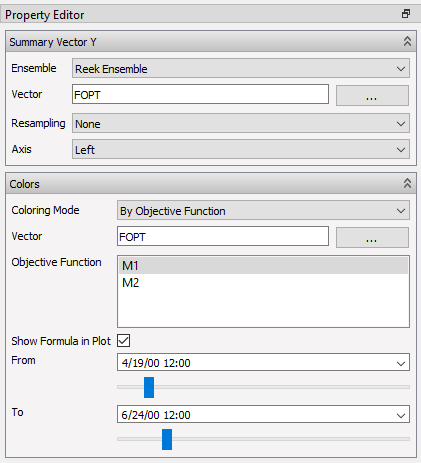 Property Editor
Summary Vector Y
Ensemble Reek Ensemble
Vector FOPT ...
Resampling None
Axis Left
Colors
Coloring Mode By Objective Function
Vector FOPT ...
Objective Function M1
M2
Show Formula in Plot
From 4/19/00 12:00
To 6/24/00 12:00